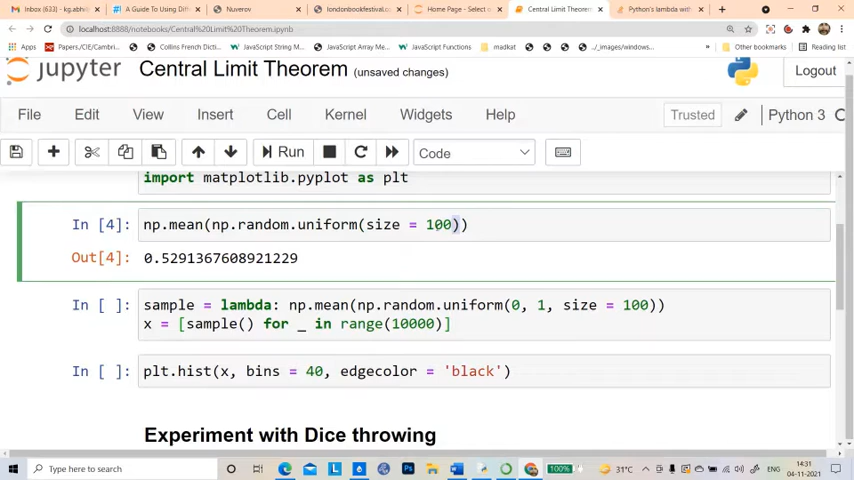 Inbox (633) - kg.abhi@
A Guide To Using Dif
Nuverov
londonbookfestival.c
Home Page - Select o
Central Limit Theorem
Python's lambda with
localhost:8888/notebooks/Central%20Limit%20Theorem.ipynb
Apps
NCI
Papers/CIE/Cambri...
Collins French Dict...
JavaScript String M...
JavaScript Array Me...
JavaScript Functions
madkat
../_images/windows...
Other bookmarks
Reading list
jupyter Central Limit Theorem (unsaved changes)
Logout
File Edit View Insert Cell Kernel Widgets Help
Trusted
Python 3
Run
Code
import matplotlib.pyplot as plt
In [4]: np.mean(np.random.uniform(size = 100))
Out[4]: 0.5291367608921229
In [ ]: sample = lambda: np.mean(np.random.uniform(0, 1, size = 100))
x = [sample() for _ in range(10000)]
In [ ]: plt.hist(x, bins = 40, edgecolor = 'black')
Experiment with Dice throwing
Type here to search
100%
31°C
ENG
14:31
04-11-2021